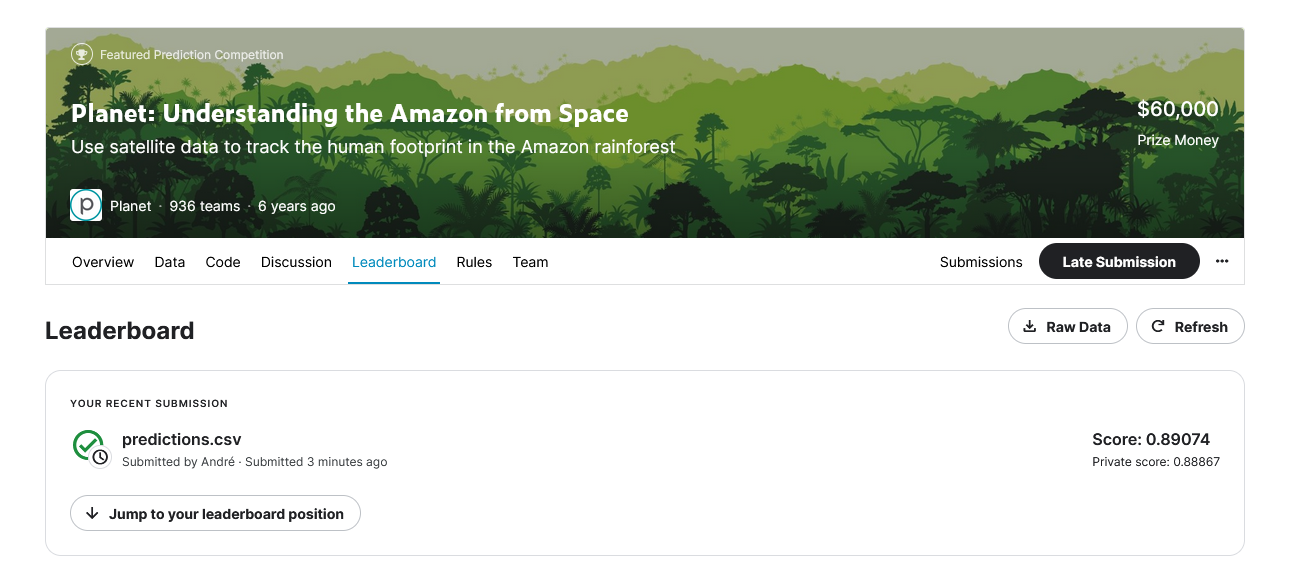 Featured Prediction Competition
Planet: Understanding the Amazon from Space
Use satellite data to track the human footprint in the Amazon rainforest
$60,000
Prize Money
p
Planet · 936 teams · 6 years ago
Overview Data Code Discussion Leaderboard Rules Team Submissions Late Submission ···
Leaderboard
Raw Data Refresh
YOUR RECENT SUBMISSION
predictions.csv
Score: 0.89074
Submitted by André · Submitted 3 minutes ago
Private score: 0.88867
Jump to your leaderboard position